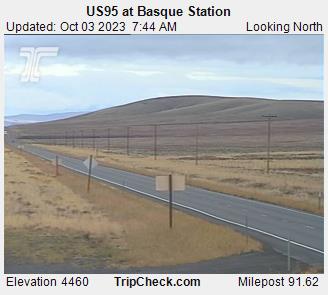 US95 at Basque Station
Updated: Oct 03 2023 7:44 AM Looking North
Elevation 4460 TripCheck.com Milepost 91.62